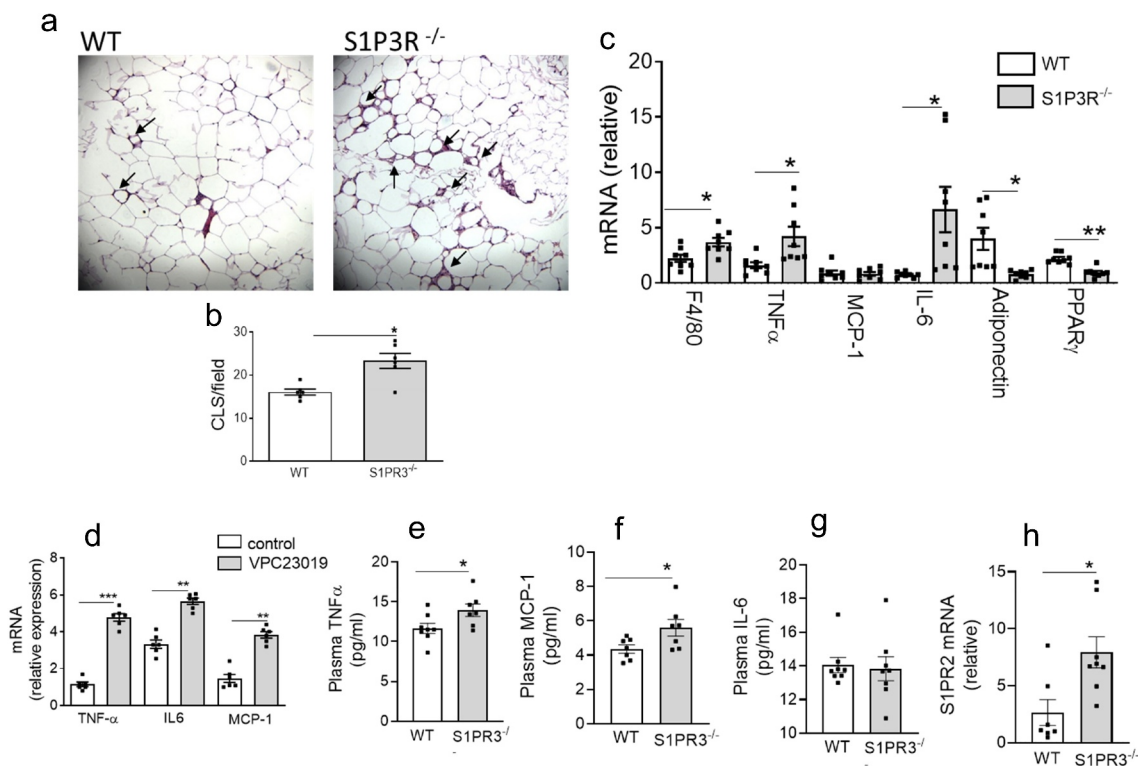 a
WT
S1P3R -/-
c
mRNA (relative)
20
15
10
5
0
WT
S1P3R-/-
*
*
*
*
**
F4/80
TNFα
MCP-1
IL-6
Adiponectin
PPARγ
b
CLS/field
30
20
10
0
*
WT
S1PR3-/-
d
mRNA
(relative expression)
8
6
4
2
0
control
VPC23019
***
**
**
TNF-α
IL6
MCP-1
e
Plasma TNFα
(pg/ml)
20
15
10
5
0
*
WT
S1PR3-/
f
Plasma MCP-1
(pg/ml)
10
8
6
4
2
0
*
WT
S1PR3-/-
g
Plasma IL-6
(pg/ml)
20
18
16
14
12
10
WT
S1PR3-/
h
S1PR2 mRNA
(relative)
15
10
5
0
*
WT
S1PR3-/-